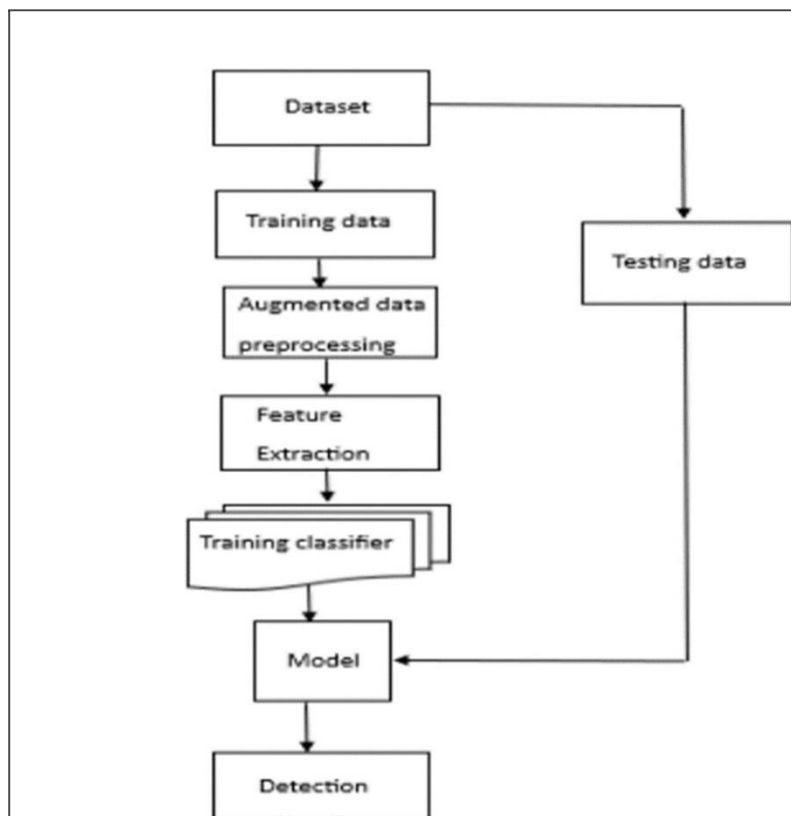 Dataset
Training data
Testing data
Augmented data
preprocessing
Feature
Extraction
Training classifier
Model
Detection